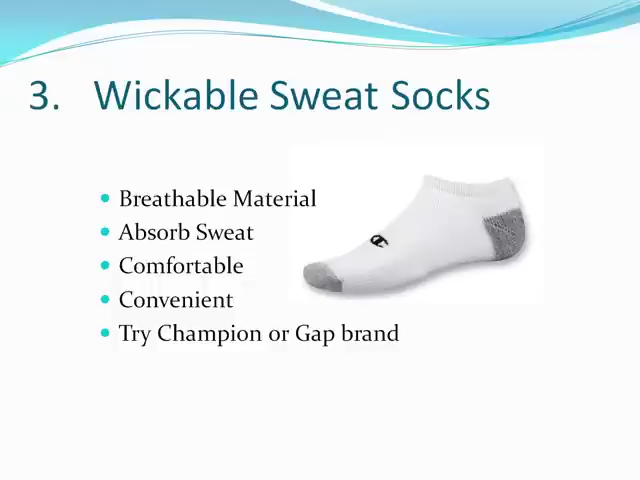 3. Wickable Sweat Socks
Breathable Material
Absorb Sweat
Comfortable
Convenient
Try Champion or Gap brand